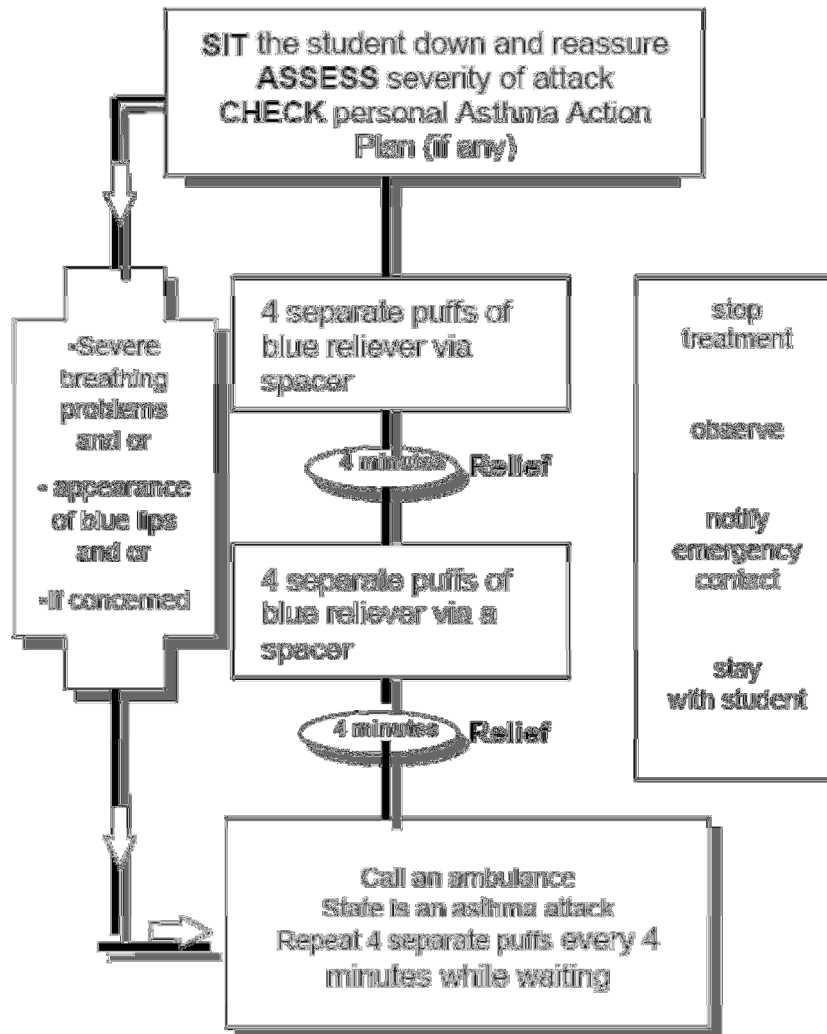 SIT the student down and reassure
ASSESS severity of attack
CHECK personal Asthma Action
Plan (if any)
-Severe
breathing
problems
and or
- appearance
of blue lips
and or
-If concerned
4 separate puffs of
blue reliever via
spacer
4 minutes
Relief
4 separate puffs of
blue reliever via a
spacer
4 minutes
Relief
stop
treatment
observe
notify
emergency
contact
stay
with student
Call an ambulance
State is an asthma attack
Repeat 4 separate puffs every 4
minutes while waiting